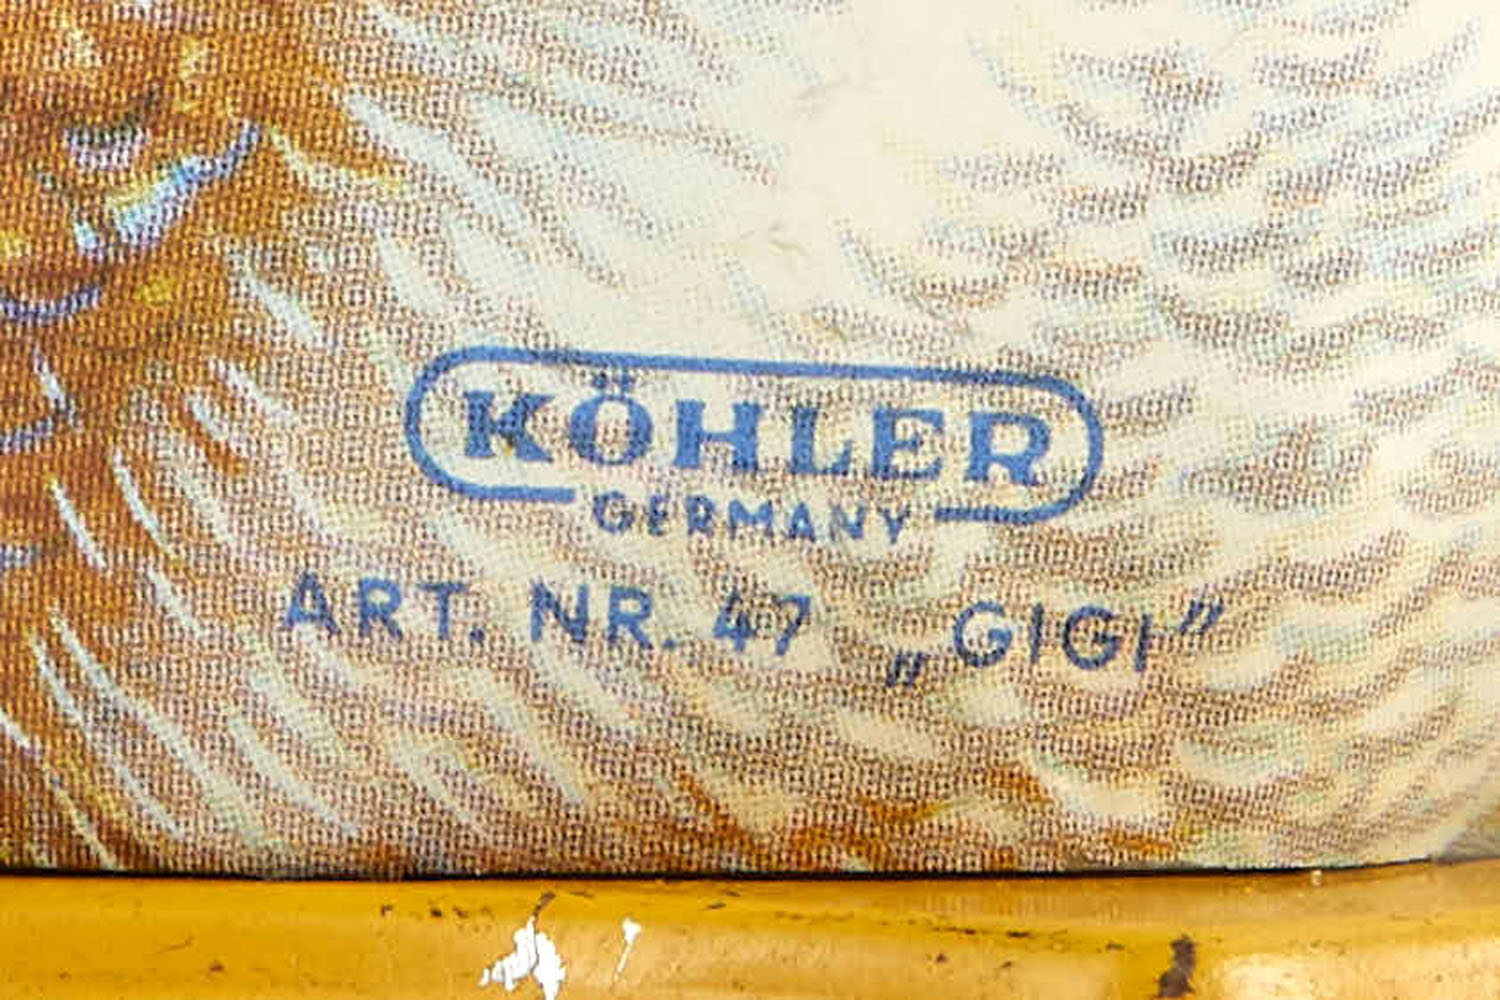 KÖHLER
GERMANY
ART. NR. 47 „GIGI”